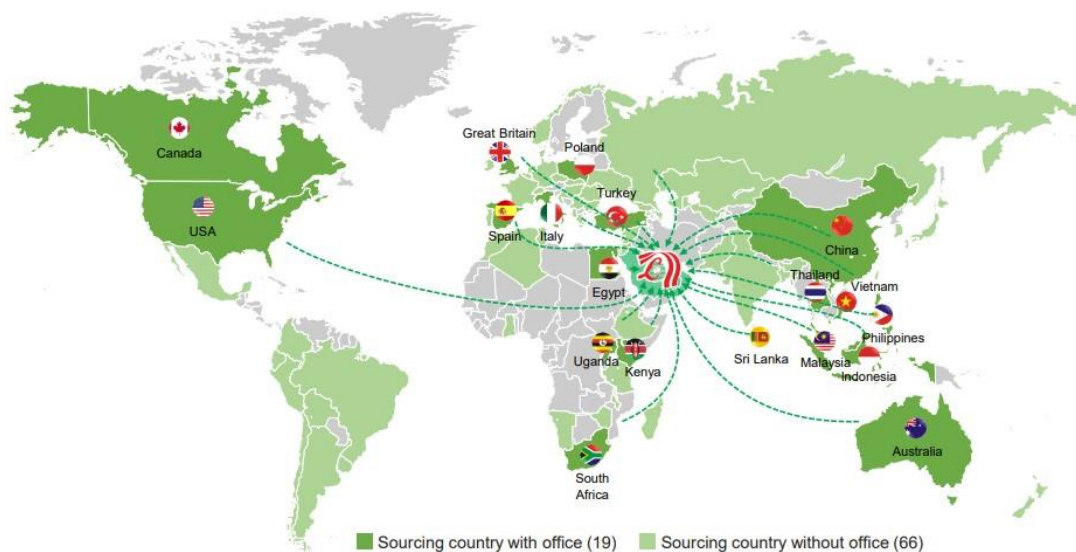 Great Britain
Poland
Canada
Turkey
USA
Spain
Italy
China
Egypt
Thailand
Vietnam
Philippines
Uganda
Kenya
Sri Lanka
Malaysia
Indonesia
Australia
South
Africa
Sourcing country with office (19)
Sourcing country without office (66)